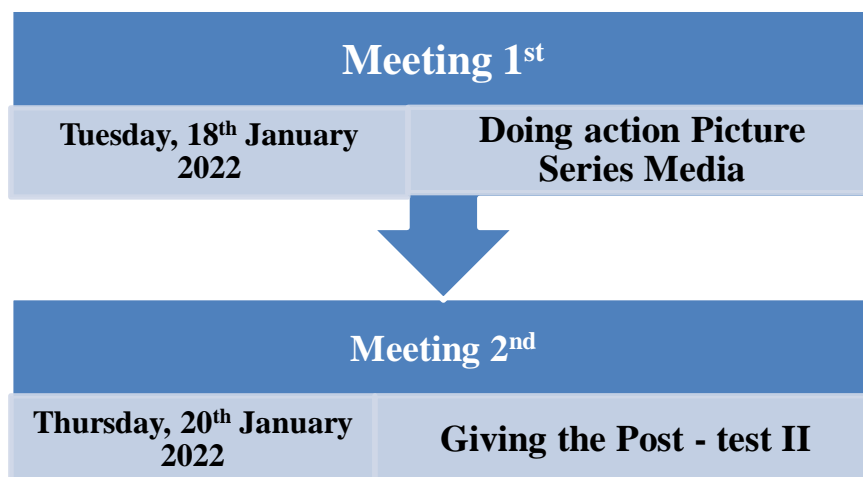 Meeting 1st
Tuesday, 18th January
2022
Doing action Picture
Series Media
Meeting 2nd
Thursday, 20th January
2022
Giving the Post - test II